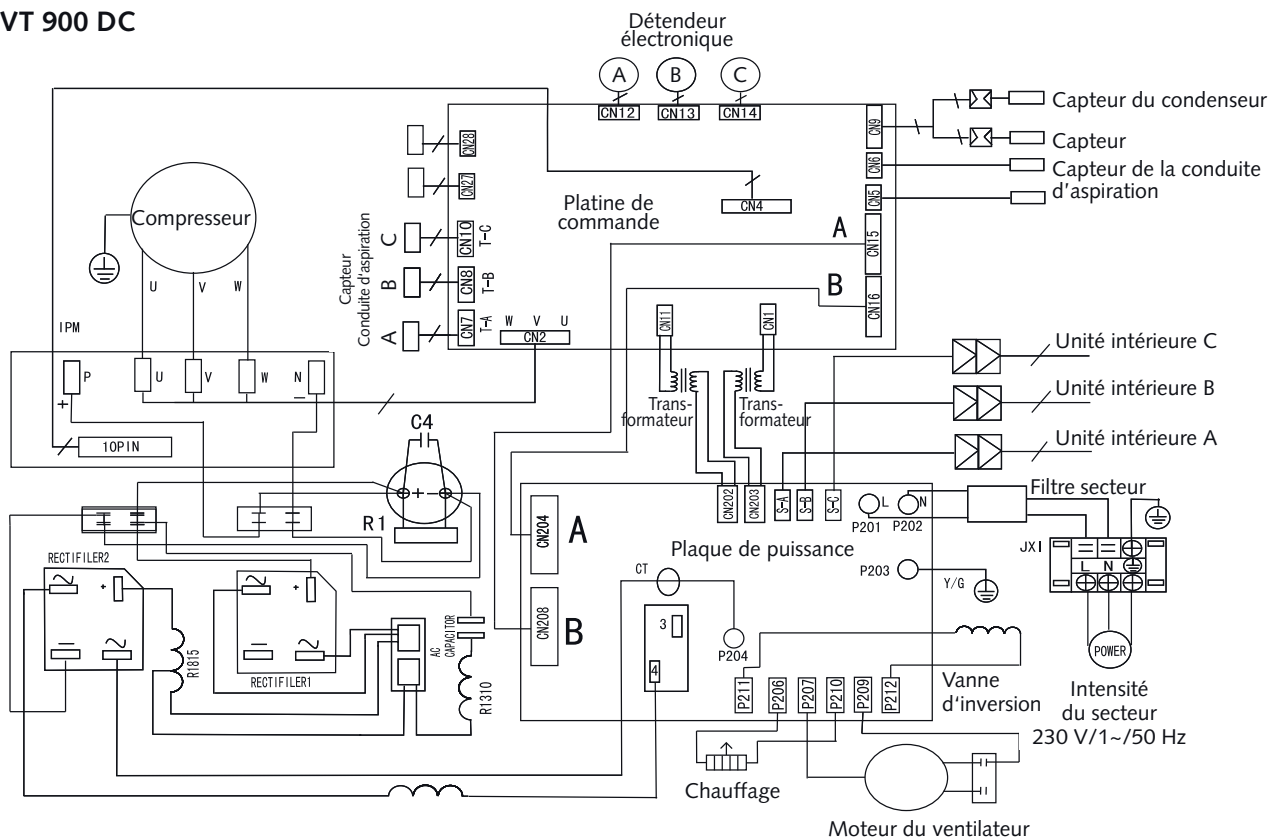 VT 900 DC
Détendeur
électronique
A
B
C
CN12
CN13
CN14
CN9
Capteur du condenseur
Capteur
CN6
Capteur de la conduite
d'aspiration
CN5
CN28
CN27
Platine de
commande
CN4
Compresseur
Capteur
Conduite d'aspiration
C
CN10
T-C
B
CN8
T-B
A
CN7
T-A
A
CN15
B
CN16
U
V
W
IPM
W V U
CN2
CN11
CN1
P
U
V
W
N
+
−
10PIN
Trans-
formateur
Trans-
formateur
Unité intérieure C
Unité intérieure B
Unité intérieure A
C4
+ −
R1
CN202
CN203
S-A
S-B
S-C
L
N
P201
P202
Filtre secteur
JX1
L N
CN204
A
Plaque de puissance
P203
Y/G
CT
RECTIFILER2
+
−
RECTIFILER1
+
−
R1815
AC
CAPACITOR
R1310
CN208
B
3
4
P204
POWER
P211
P206
P207
P210
P209
P212
Vanne
d'inversion
Intensité
du secteur
230 V/1~/50 Hz
Chauffage
Moteur du ventilateur